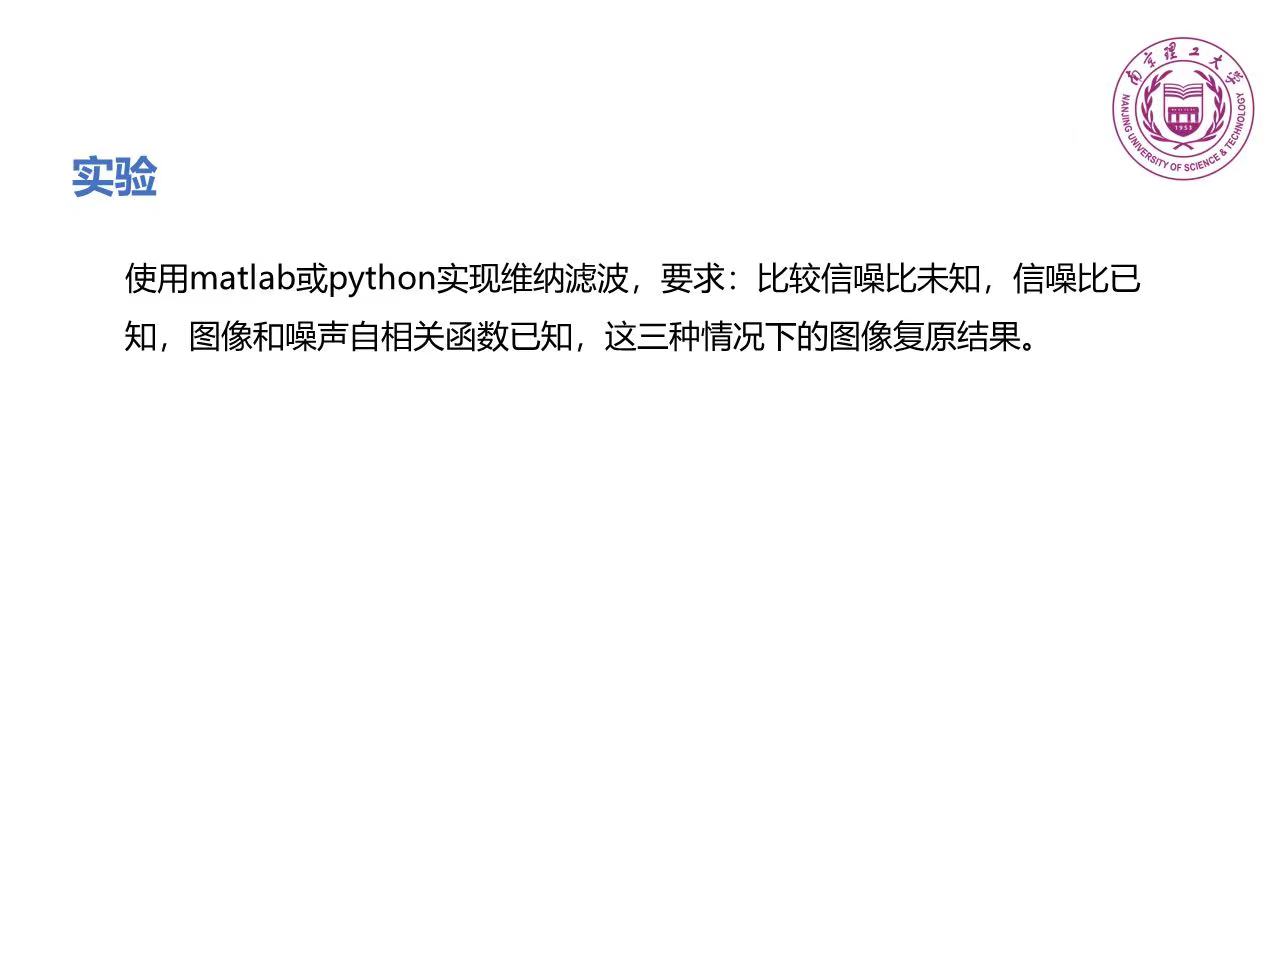 南京理工大学
NANJING UNIVERSITY OF SCIENCE & TECHNOLOGY
1953
实验
使用matlab或python实现维纳滤波，要求：比较信噪比未知，信噪比已
知，图像和噪声自相关函数已知，这三种情况下的图像复原结果。